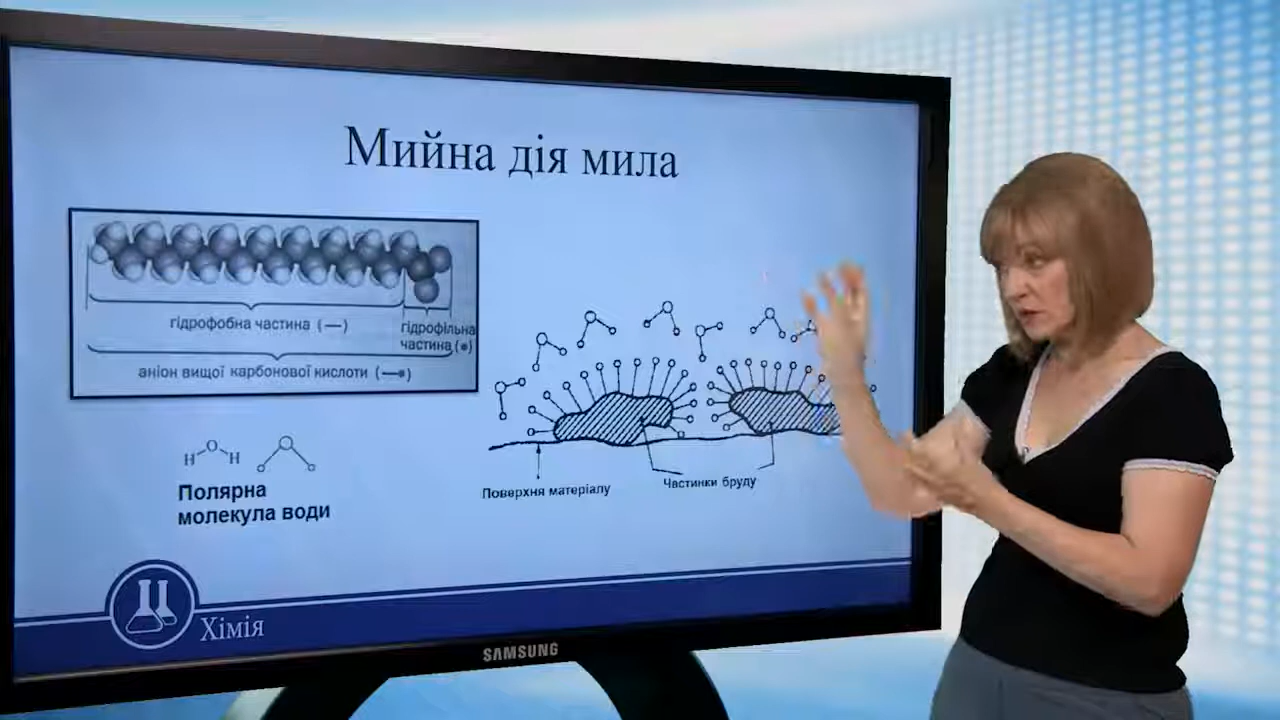 Мийна дія мила
гідрофобна частина (—)
гідрофільна
частина (•)
аніон вищої карбонової кислоти (—•)
H O H
Полярна
молекула води
Поверхня матеріалу
Частинки бруду
Хімія
SAMSUNG